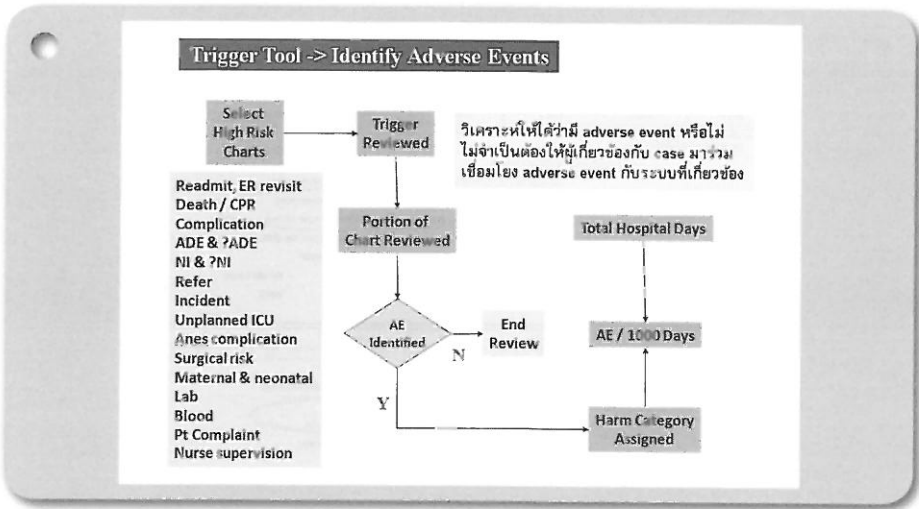 Trigger Tool -> Identify Adverse Events
Select
High Risk
Charts
Trigger
Reviewed
วิเคราะห์ให้ได้ว่ามี adverse event หรือไม่
ไม่จำเป็นต้องให้ผู้เกี่ยวข้องกับ case มาร่วม
เชื่อมโยง adverse event กับระบบที่เกี่ยวข้อง
Readmit, ER revisit
Death / CPR
Complication
ADE & ?ADE
NI & ?NI
Refer
Incident
Unplanned ICU
Anes complication
Surgical risk
Maternal & neonatal
Lab
Blood
Pt Complaint
Nurse supervision
Portion of
Chart Reviewed
AE
Identified
N
End
Review
Y
Total Hospital Days
AE / 1000 Days
Harm Category
Assigned